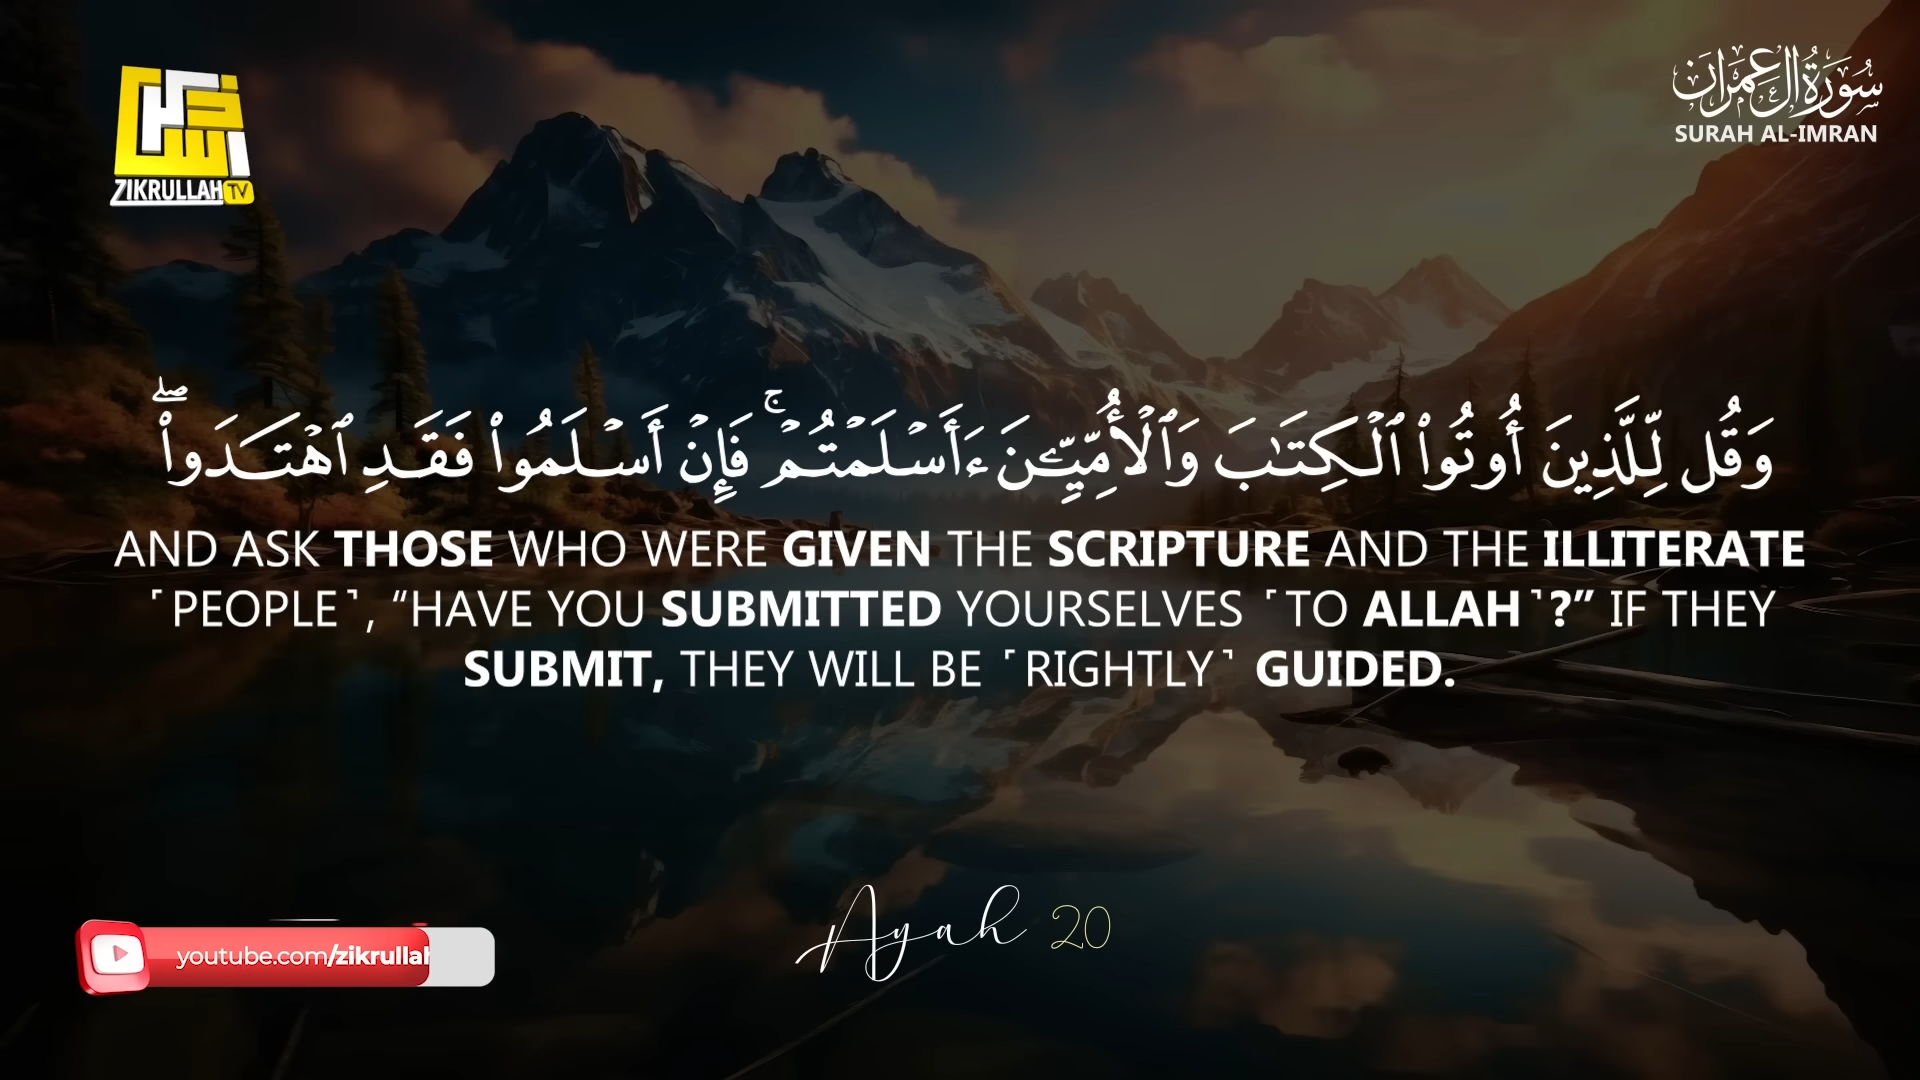 ZIKRULLAH TV
سُورَةُ اٰلِ عِمْرَان
SURAH AL-IMRAN
وَقُل لِّلَّذِينَ أُوتُوا۟ ٱلْكِتَـٰبَ وَٱلْأُمِّيِّـۧنَ ءَأَسْلَمْتُمْ ۚ فَإِنْ أَسْلَمُوا۟ فَقَدِ ٱهْتَدَوا۟ ۖ
AND ASK THOSE WHO WERE GIVEN THE SCRIPTURE AND THE ILLITERATE
˹PEOPLE˺, “HAVE YOU SUBMITTED YOURSELVES ˹TO ALLAH˺?” IF THEY
SUBMIT, THEY WILL BE ˹RIGHTLY˺ GUIDED.
Ayah 20
youtube.com/zikrullah